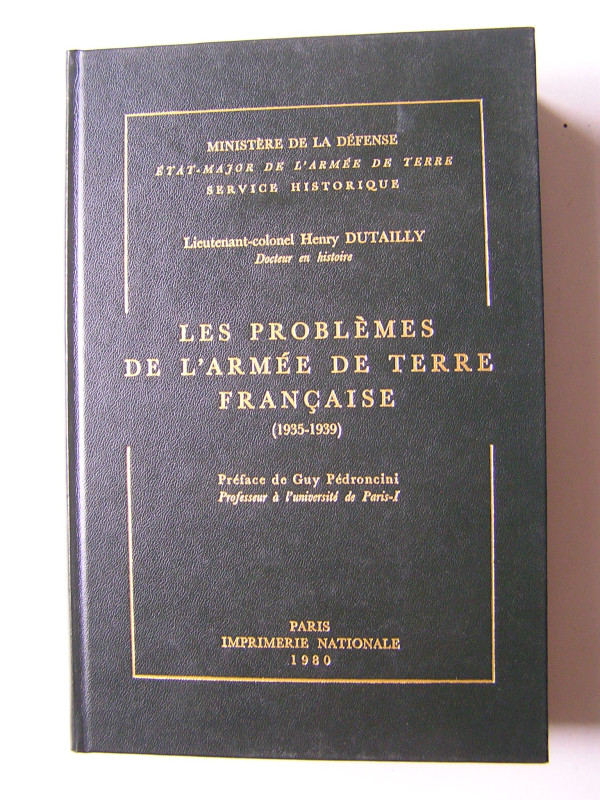 MINISTÈRE DE LA DÉFENSE
ÉTAT-MAJOR DE L'ARMÉE DE TERRE
SERVICE HISTORIQUE
Lieutenant-colonel Henry DUTAILLY
Docteur en histoire
LES PROBLÈMES
DE L'ARMÉE DE TERRE
FRANÇAISE
(1935-1939)
Préface de Guy Pédroncini
Professeur à l'université de Paris-I
PARIS
IMPRIMERIE NATIONALE
1980